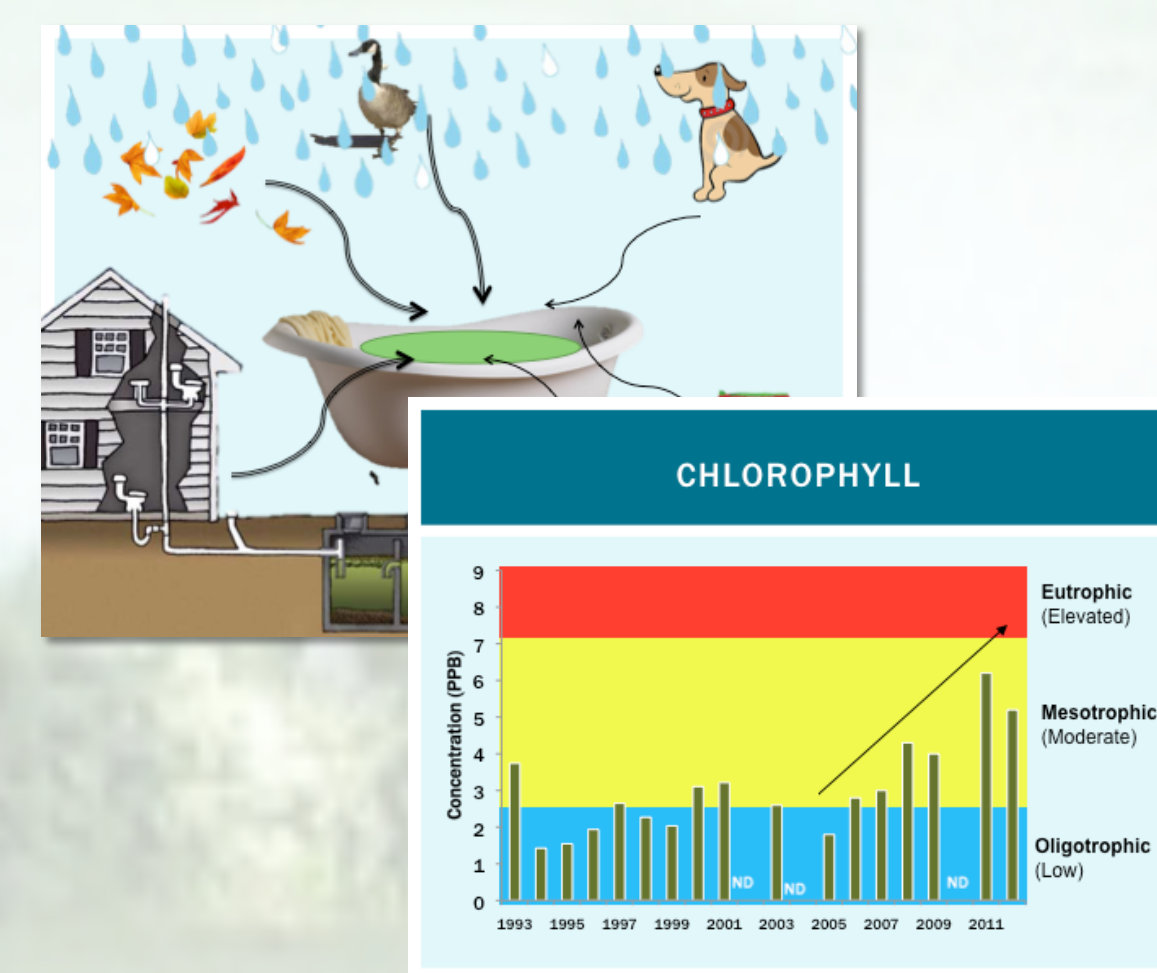 CHLOROPHYLL
Concentration (PPB)
9
8
7
6
5
4
3
2
1
0
Eutrophic
(Elevated)
Mesotrophic
(Moderate)
Oligotrophic
(Low)
ND
ND
ND
1993 1995 1997 1999 2001 2003 2005 2007 2009 2011